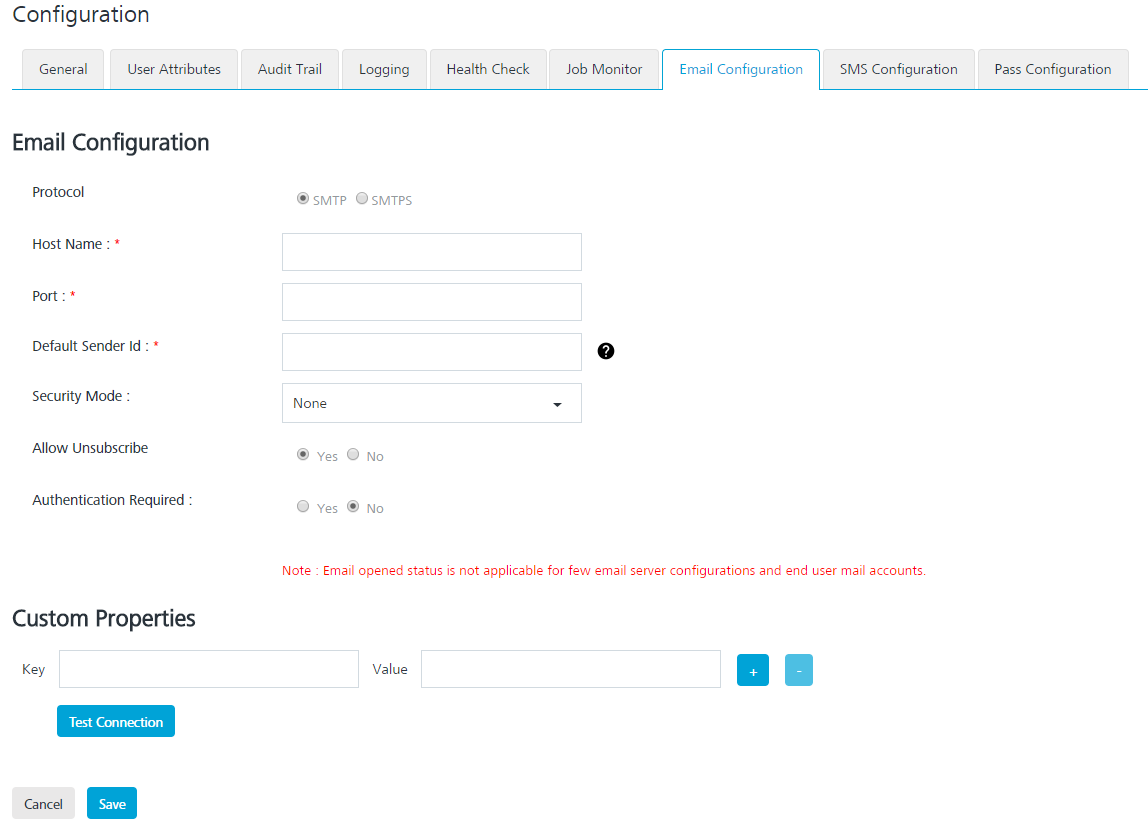 Configuration
General User Attributes Audit Trail Logging Health Check Job Monitor Email Configuration SMS Configuration Pass Configuration
Email Configuration
Protocol SMTP SMTPS
Host Name : *
Port : *
Default Sender Id : * ?
Security Mode : None
Allow Unsubscribe Yes No
Authentication Required : Yes No
Note : Email opened status is not applicable for few email server configurations and end user mail accounts.
Custom Properties
Key Value + -
Test Connection
Cancel Save